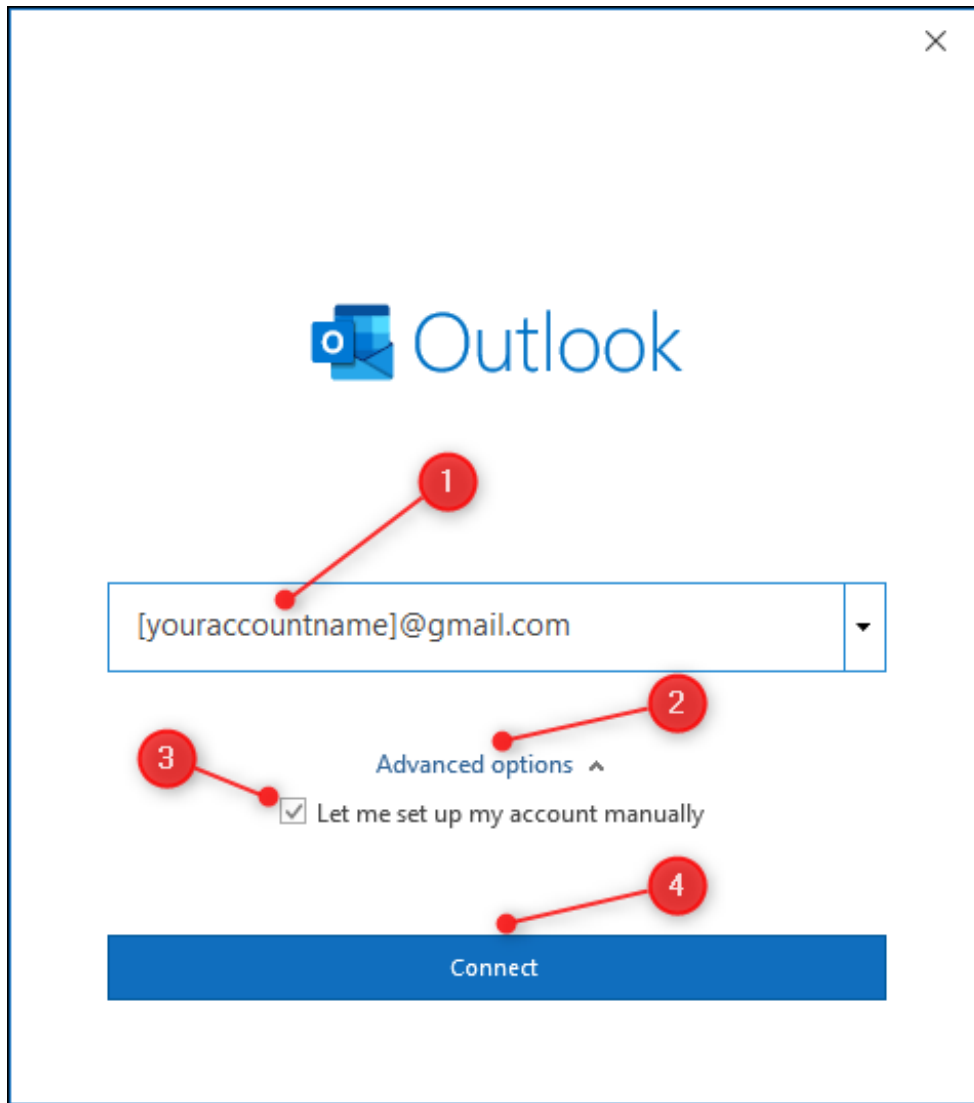 O Outlook
1
[youraccountname]@gmail.com
2
Advanced options
3
Let me set up my account manually
4
Connect